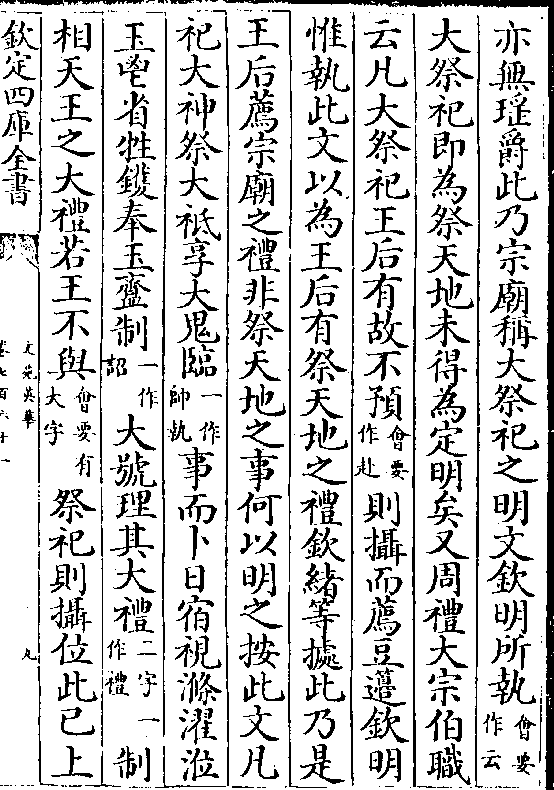 亦無瑤爵此乃宗廟稱大祭祀之明文欽明所執會要作云
大祭祀即為祭天地未得為定明矣又周禮大宗伯職
云凡大祭祀王后有故不預會要作赴則攝而薦豆籩欽明
惟執此文以為王后有祭天地之禮欽緒等據此乃是
王后薦宗廟之禮非祭天地之事何以明之按此文凡
祀大神祭大祇享大鬼臨一作帥執事而卜日宿視滌濯涖
玉鬯省牲鑊奉玉齍制一作詔大號理其大禮二字一作禮制
相天王之大禮若王不與會要有大字祭祀則攝位此已上
欽定四庫全書
文苑英華
卷七百六十一
九